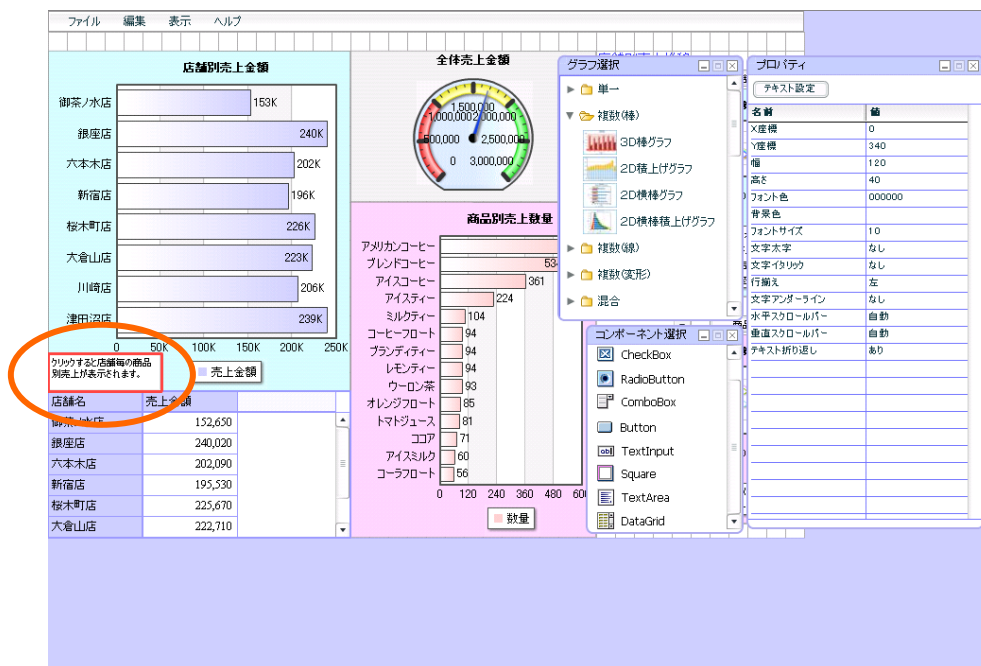 ファイル 編集 表示 ヘルプ
店舗別売上金額
御茶ノ水店 153K
銀座店 240K
六本木店 202K
新宿店 196K
桜木町店 226K
大倉山店 223K
川崎店 206K
津田沼店 239K
0 50K 100K 150K 200K 250K
売上金額
クリックすると店舗毎の商品
別売上が表示されます。
店舗名 売上金額
御茶ノ水店 152,650
銀座店 240,020
六本木店 202,090
新宿店 195,530
桜木町店 225,670
大倉山店 222,710
全体売上金額
1,500,000
1,000,000 2,000,000
500,000 2,500,000
0 3,000,000
商品別売上数量
アメリカンコーヒー
ブレンドコーヒー
アイスコーヒー 361
アイスティー 224
ミルクティー 104
コーヒーフロート 94
ブランディティー 94
レモンティー 94
ウーロン茶 93
オレンジフロート 85
トマトジュース 81
ココア 71
アイスミルク 60
コーラフロート 56
0 120 240 360 480
数量
グラフ選択
単一
複数(棒)
3D棒グラフ
2D積上げグラフ
2D横棒グラフ
2D横棒積上げグラフ
複数(線)
複数(変形)
混合
コンポーネント選択
CheckBox
RadioButton
ComboBox
Button
TextInput
Square
TextArea
DataGrid
プロパティ
テキスト設定
名前 値
X座標 0
Y座標 340
幅 120
高さ 40
フォント色 000000
背景色
フォントサイズ 10
文字太字 なし
文字イタリック なし
行揃え 左
文字アンダーライン なし
水平スクロールバー 自動
垂直スクロールバー 自動
テキスト折り返し あり